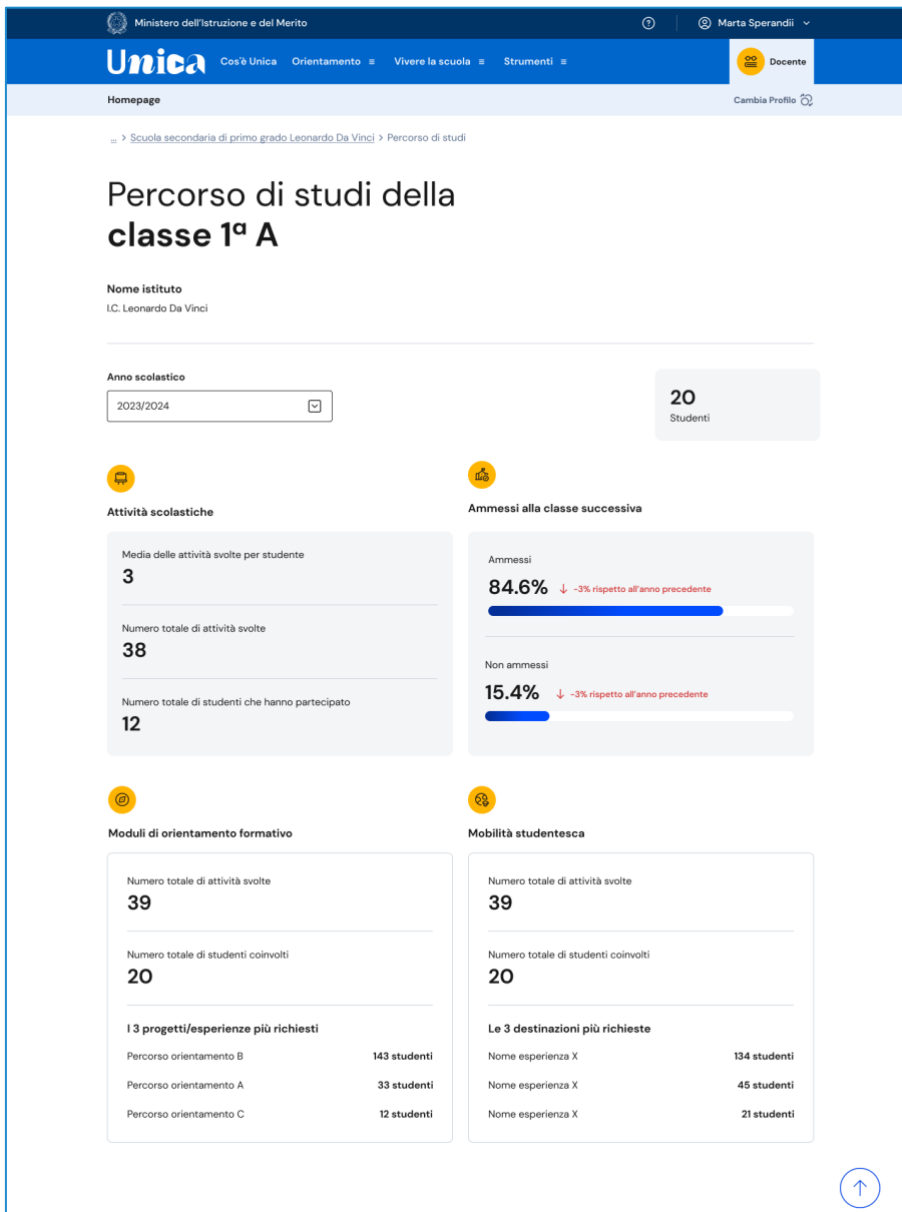 Ministero dell'Istruzione e del Merito
Marta Sperandii
Unica
Cos'è Unica Orientamento Vivere la scuola Strumenti
Docente
Homepage
Cambia Profilo
... > Scuola secondaria di primo grado Leonardo Da Vinci > Percorso di studi
Percorso di studi della
classe 1ª A
Nome istituto
I.C. Leonardo Da Vinci
Anno scolastico
2023/2024
20
Studenti
Attività scolastiche
Media delle attività svolte per studente
3
Numero totale di attività svolte
38
Numero totale di studenti che hanno partecipato
12
Ammessi alla classe successiva
Ammessi
84.6% ↓ -3% rispetto all'anno precedente
Non ammessi
15.4% ↓ -3% rispetto all'anno precedente
Moduli di orientamento formativo
Numero totale di attività svolte
39
Numero totale di studenti coinvolti
20
I 3 progetti/esperienze più richiesti
Percorso orientamento B 143 studenti
Percorso orientamento A 33 studenti
Percorso orientamento C 12 studenti
Mobilità studentesca
Numero totale di attività svolte
39
Numero totale di studenti coinvolti
20
Le 3 destinazioni più richieste
Nome esperienza X 134 studenti
Nome esperienza X 45 studenti
Nome esperienza X 21 studenti